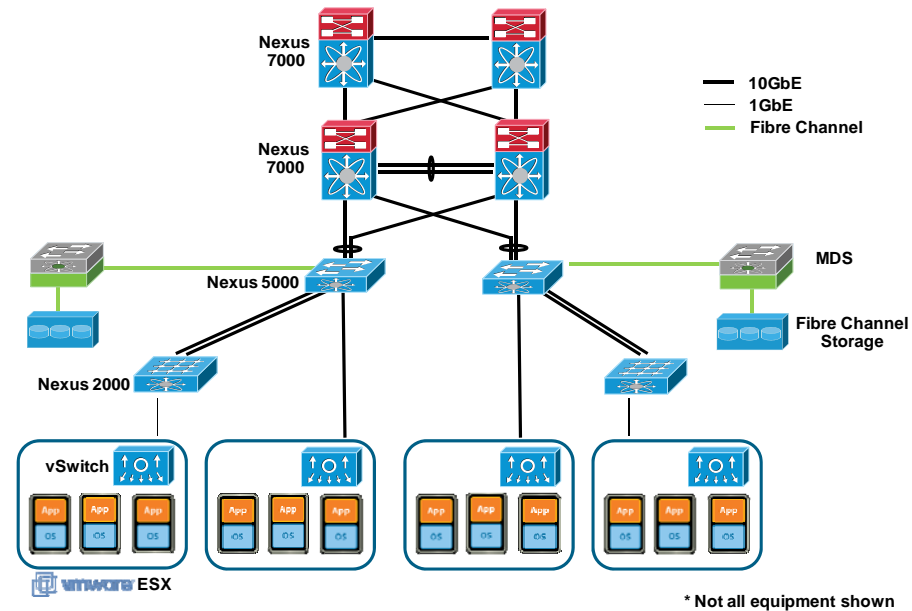 Nexus
7000
10GbE
1GbE
Fibre Channel
Nexus
7000
MDS
Nexus 5000
Fibre Channel
Storage
Nexus 2000
vSwitch
App App App
OS OS OS
App App App
OS OS OS
App App App
OS OS OS
App App App
OS OS OS
vmware ESX
* Not all equipment shown